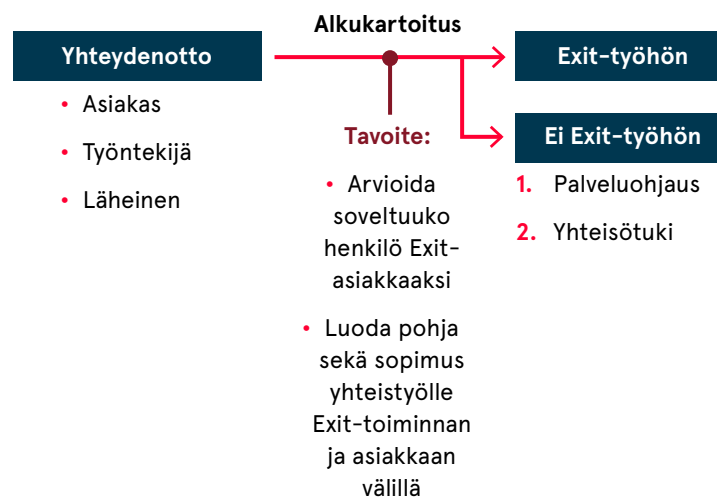 Alkukartoitus
Yhteydenotto
• Asiakas
• Työntekijä
• Läheinen
Tavoite:
• Arvioida
soveltuuko
henkilö Exit-
asiakkaaksi
• Luoda pohja
sekä sopimus
yhteistyölle
Exit-toiminnan
ja asiakkaan
välillä
Exit-työhön
Ei Exit-työhön
1. Palveluohjaus
2. Yhteisötuki